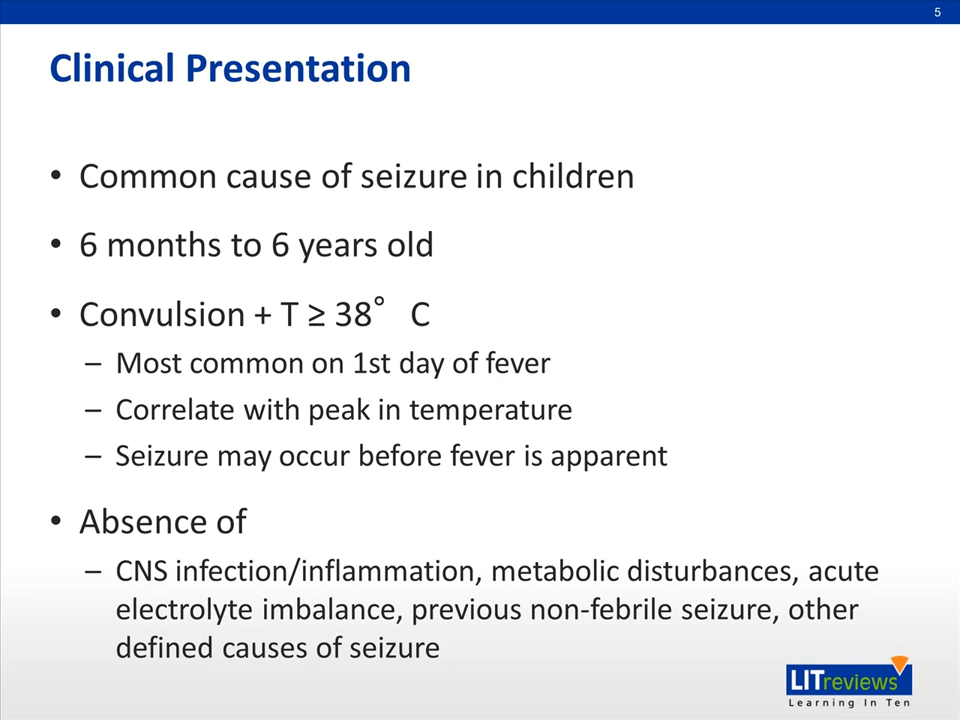 5
Clinical Presentation
• Common cause of seizure in children
• 6 months to 6 years old
• Convulsion + T ≥ 38° C
– Most common on 1st day of fever
– Correlate with peak in temperature
– Seizure may occur before fever is apparent
• Absence of
– CNS infection/inflammation, metabolic disturbances, acute
electrolyte imbalance, previous non-febrile seizure, other
defined causes of seizure
LITreviews
Learning In Ten